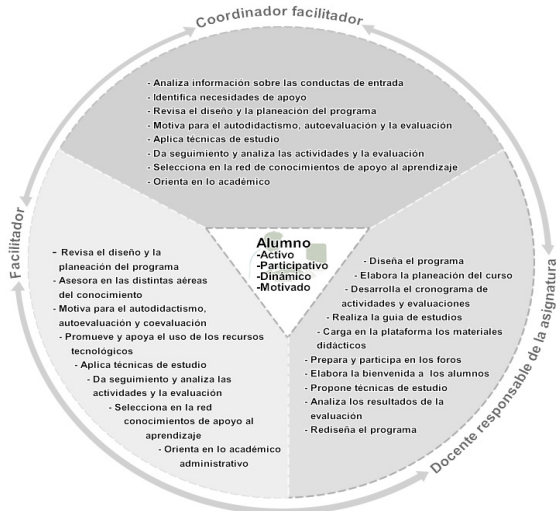 Coordinador facilitador
- Analiza información sobre las conductas de entrada
- Identifica necesidades de apoyo
- Revisa el diseño y la planeación del programa
- Motiva para el autodidactismo, autoevaluación y la evaluación
- Aplica técnicas de estudio
- Da seguimiento y analiza las actividades y la evaluación
- Selecciona en la red de conocimientos de apoyo al aprendizaje
- Orienta en lo académico
Facilitador
- Revisa el diseño y la
planeación del programa
- Asesora en las distintas aéreas
del conocimiento
- Motiva para el autodidactismo,
autoevaluación y coevaluación
- Promueve y apoya el uso de los recursos
tecnológicos
- Aplica técnicas de estudio
- Da seguimiento y analiza las
actividades y la evaluación
- Selecciona en la red
conocimientos de apoyo al
aprendizaje
- Orienta en lo académico
administrativo
Alumno
-Activo
-Participativo
-Dinámico
-Motivado
- Diseña el programa
- Elabora la planeación del curso
- Desarrolla el cronograma de
actividades y evaluaciones
- Realiza la guia de estudios
- Carga en la plataforma los materiales
didácticos
- Prepara y participa en los foros
- Elabora la bienvenida a los alumnos
- Propone técnicas de estudio
- Analiza los resultados de la
evaluación
- Rediseña el programa
Docente responsable de la asignatura